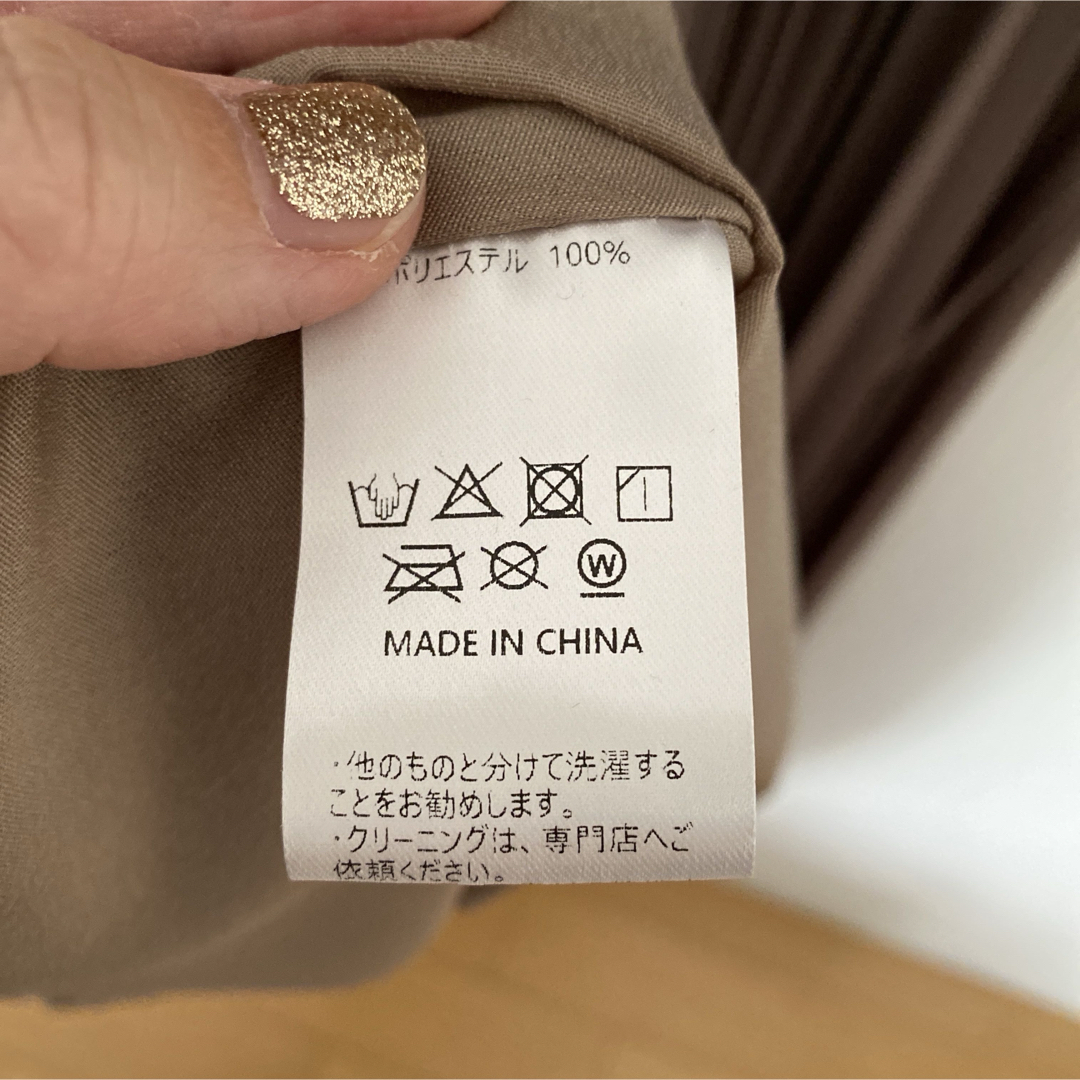 ポリエステル 100%
W
MADE IN CHINA
・他のものと分けて洗濯する
ことをお勧めします。
・クリーニングは、専門店へご
依頼ください。